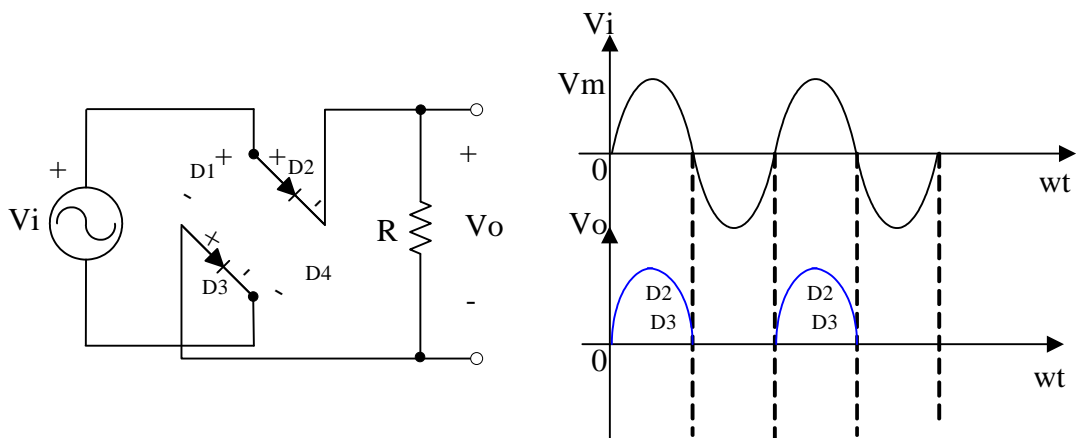 +
Vi
D1
+
-
+
D2
-
+
D3
-
D4
-
R
+
Vo
-
Vi
Vm
0
wt
Vo
D2
D3
D2
D3
0
wt